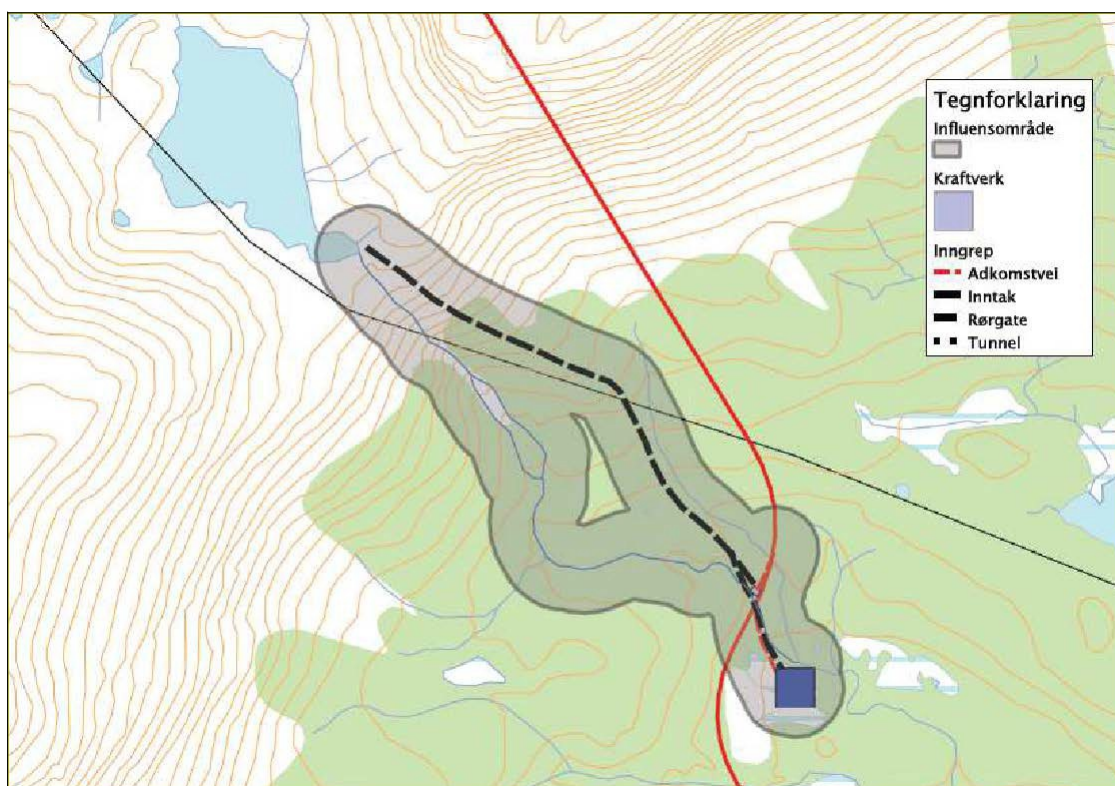 Tegnforklaring
Influensområde
Kraftverk
Inngrep
Adkomstvei
Inntak
Rørgate
Tunnel